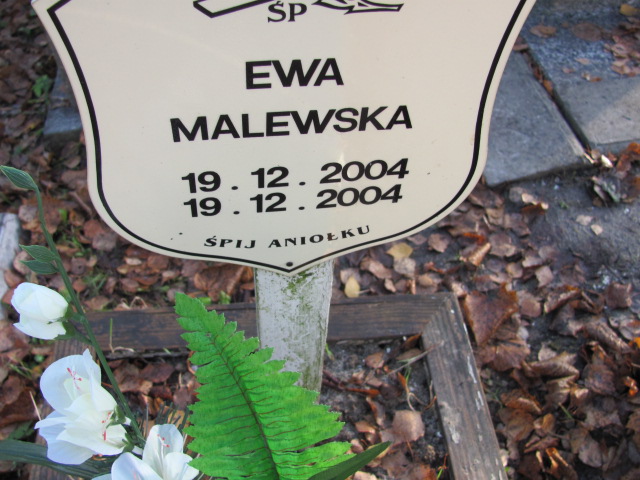 ŚP
EWA
MALEWSKA
19.12.2004
19.12.2004
ŚPIJ ANIOŁKU